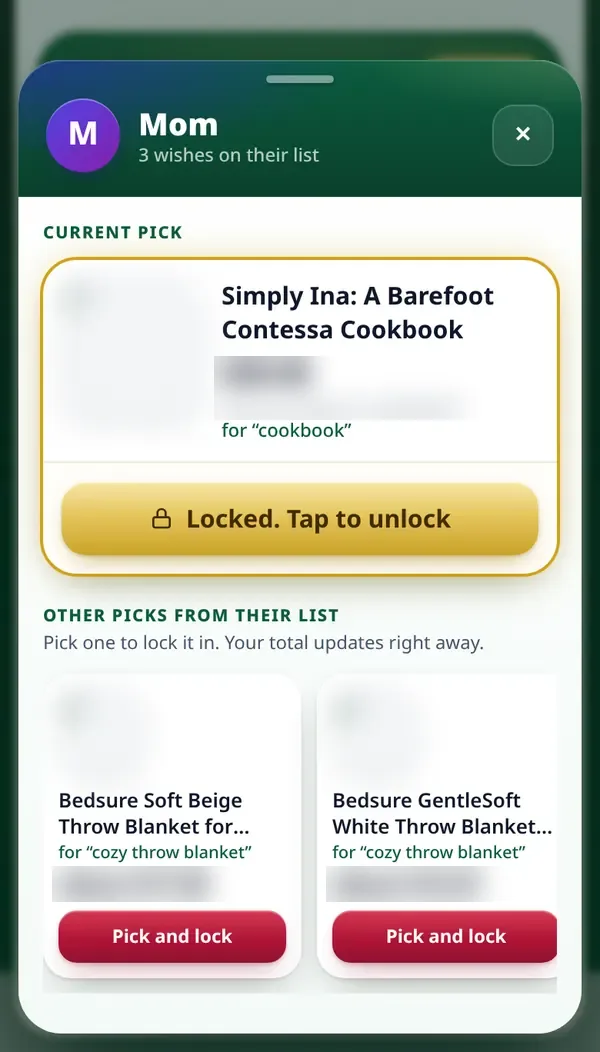 M
Mom
3 wishes on their list
×
CURRENT PICK
Simply Ina: A Barefoot
Contessa Cookbook
for “cookbook”
Locked. Tap to unlock
OTHER PICKS FROM THEIR LIST
Pick one to lock it in. Your total updates right away.
Bedsure Soft Beige
Throw Blanket for...
for “cozy throw blanket”
Pick and lock
Bedsure GentleSoft
White Throw Blanket...
for “cozy throw blanket”
Pick and lock